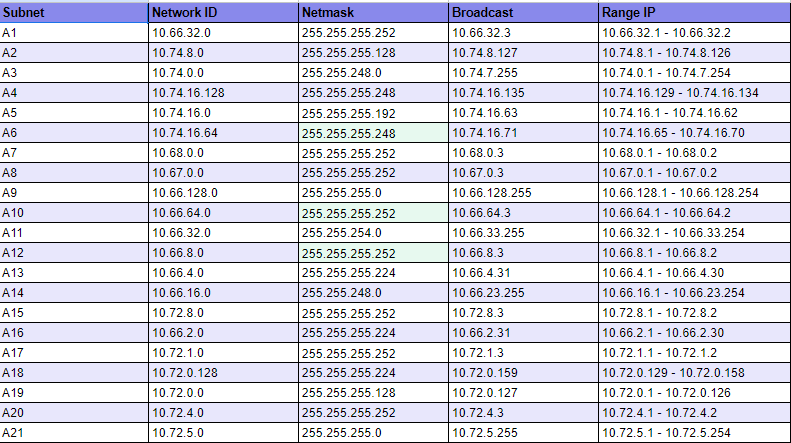 Subnet Network ID Netmask Broadcast Range IP
A1 10.66.32.0 255.255.255.252 10.66.32.3 10.66.32.1 - 10.66.32.2
A2 10.74.8.0 255.255.255.128 10.74.8.127 10.74.8.1 - 10.74.8.126
A3 10.74.0.0 255.255.248.0 10.74.7.255 10.74.0.1 - 10.74.7.254
A4 10.74.16.128 255.255.255.248 10.74.16.135 10.74.16.129 - 10.74.16.134
A5 10.74.16.0 255.255.255.192 10.74.16.63 10.74.16.1 - 10.74.16.62
A6 10.74.16.64 255.255.255.248 10.74.16.71 10.74.16.65 - 10.74.16.70
A7 10.68.0.0 255.255.255.252 10.68.0.3 10.68.0.1 - 10.68.0.2
A8 10.67.0.0 255.255.255.252 10.67.0.3 10.67.0.1 - 10.67.0.2
A9 10.66.128.0 255.255.255.0 10.66.128.255 10.66.128.1 - 10.66.128.254
A10 10.66.64.0 255.255.255.252 10.66.64.3 10.66.64.1 - 10.66.64.2
A11 10.66.32.0 255.255.254.0 10.66.33.255 10.66.32.1 - 10.66.33.254
A12 10.66.8.0 255.255.255.252 10.66.8.3 10.66.8.1 - 10.66.8.2
A13 10.66.4.0 255.255.255.224 10.66.4.31 10.66.4.1 - 10.66.4.30
A14 10.66.16.0 255.255.248.0 10.66.23.255 10.66.16.1 - 10.66.23.254
A15 10.72.8.0 255.255.255.252 10.72.8.3 10.72.8.1 - 10.72.8.2
A16 10.66.2.0 255.255.255.224 10.66.2.31 10.66.2.1 - 10.66.2.30
A17 10.72.1.0 255.255.255.252 10.72.1.3 10.72.1.1 - 10.72.1.2
A18 10.72.0.128 255.255.255.224 10.72.0.159 10.72.0.129 - 10.72.0.158
A19 10.72.0.0 255.255.255.128 10.72.0.127 10.72.0.1 - 10.72.0.126
A20 10.72.4.0 255.255.255.252 10.72.4.3 10.72.4.1 - 10.72.4.2
A21 10.72.5.0 255.255.255.0 10.72.5.255 10.72.5.1 - 10.72.5.254